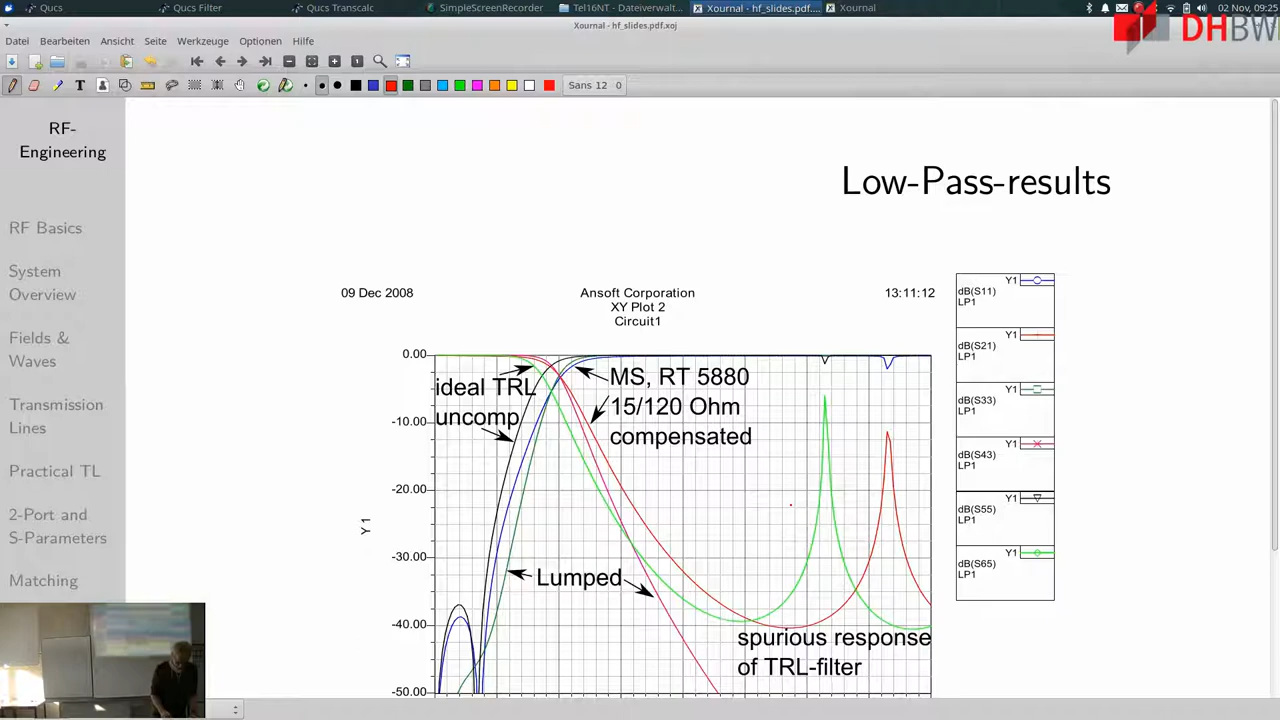 Qucs
Qucs Filter
Qucs Transcalc
SimpleScreenRecorder
Tel16NT - Dateiverwalt...
Xournal - hf_slides.pdf....
Xournal
02 Nov, 09:25
Xournal - hf_slides.pdf.xoj
DHBW
Datei Bearbeiten Ansicht Seite Werkzeuge Optionen Hilfe
Sans 12 0
RF-
Engineering
RF Basics
System
Overview
Fields &
Waves
Transmission
Lines
Practical TL
2-Port and
S-Parameters
Matching
Low-Pass-results
09 Dec 2008
Ansoft Corporation
13:11:12
XY Plot 2
Circuit1
0.00
-10.00
-20.00
-30.00
-40.00
-50.00
Y1
ideal TRL
uncomp
MS, RT 5880
15/120 Ohm
compensated
Lumped
spurious response
of TRL-filter
Y1
dB(S11)
LP1
Y1
dB(S21)
LP1
Y1
dB(S33)
LP1
Y1
dB(S43)
LP1
Y1
dB(S55)
LP1
Y1
dB(S65)
LP1